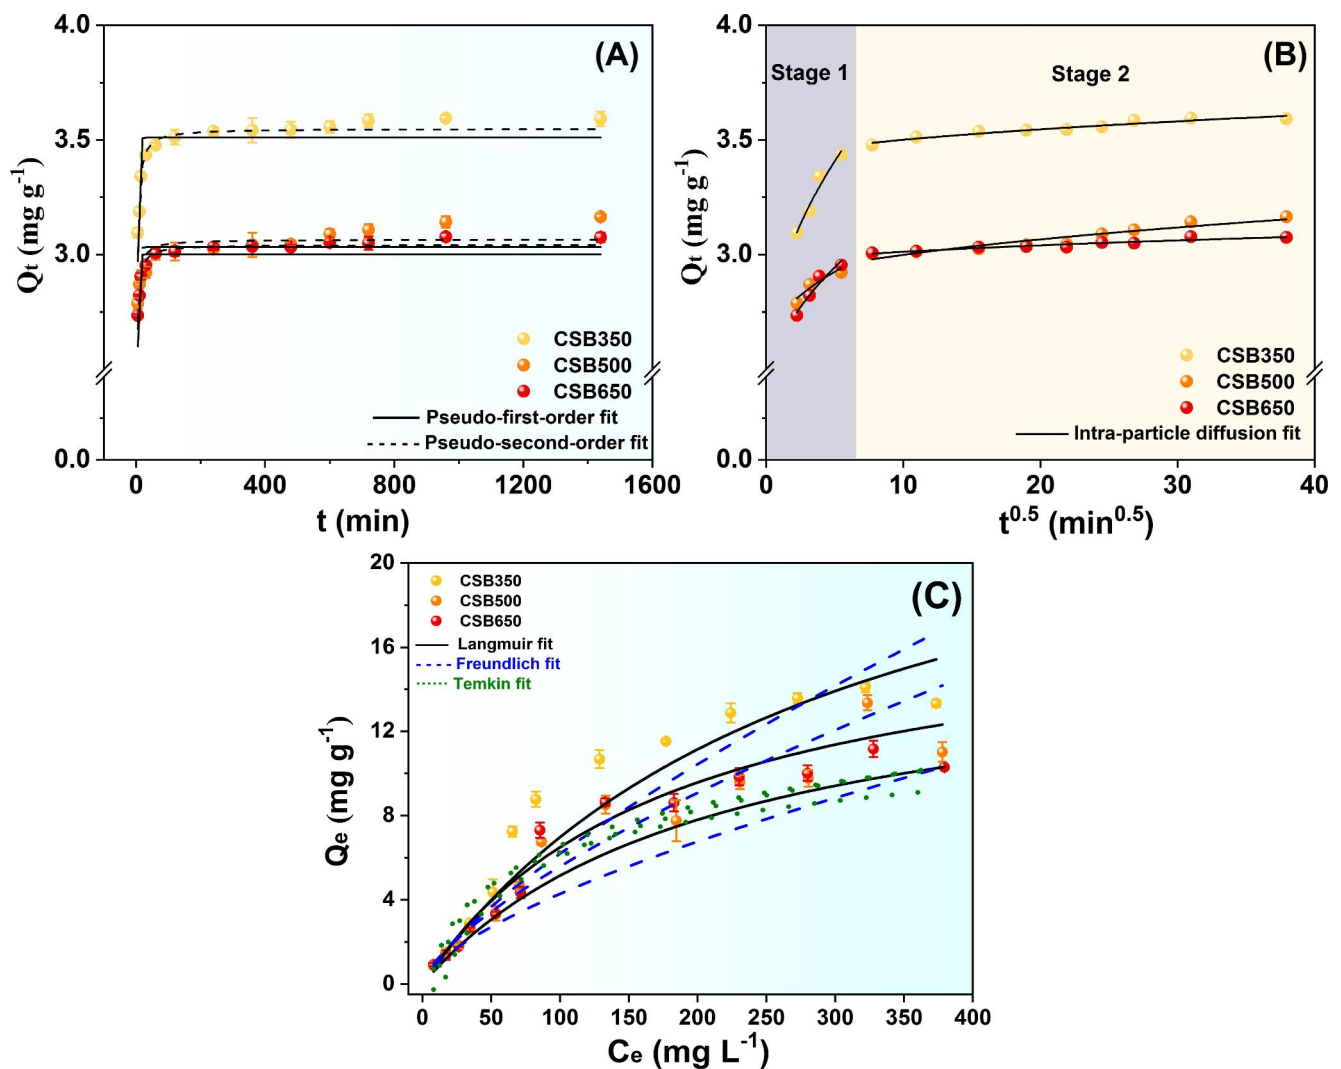 (A)
4.0
3.5
3.0
0.0
Qt (mg g-1)
CSB350
CSB500
CSB650
Pseudo-first-order fit
Pseudo-second-order fit
0 400 800 1200 1600
t (min)
(B)
Stage 1 Stage 2
4.0
3.5
3.0
0.0
Qt (mg g-1)
CSB350
CSB500
CSB650
Intra-particle diffusion fit
0 10 20 30 40
t0.5 (min0.5)
(C)
20
16
12
8
4
0
Qe (mg g-1)
CSB350
CSB500
CSB650
Langmuir fit
Freundlich fit
Temkin fit
0 50 100 150 200 250 300 350 400
Ce (mg L-1)